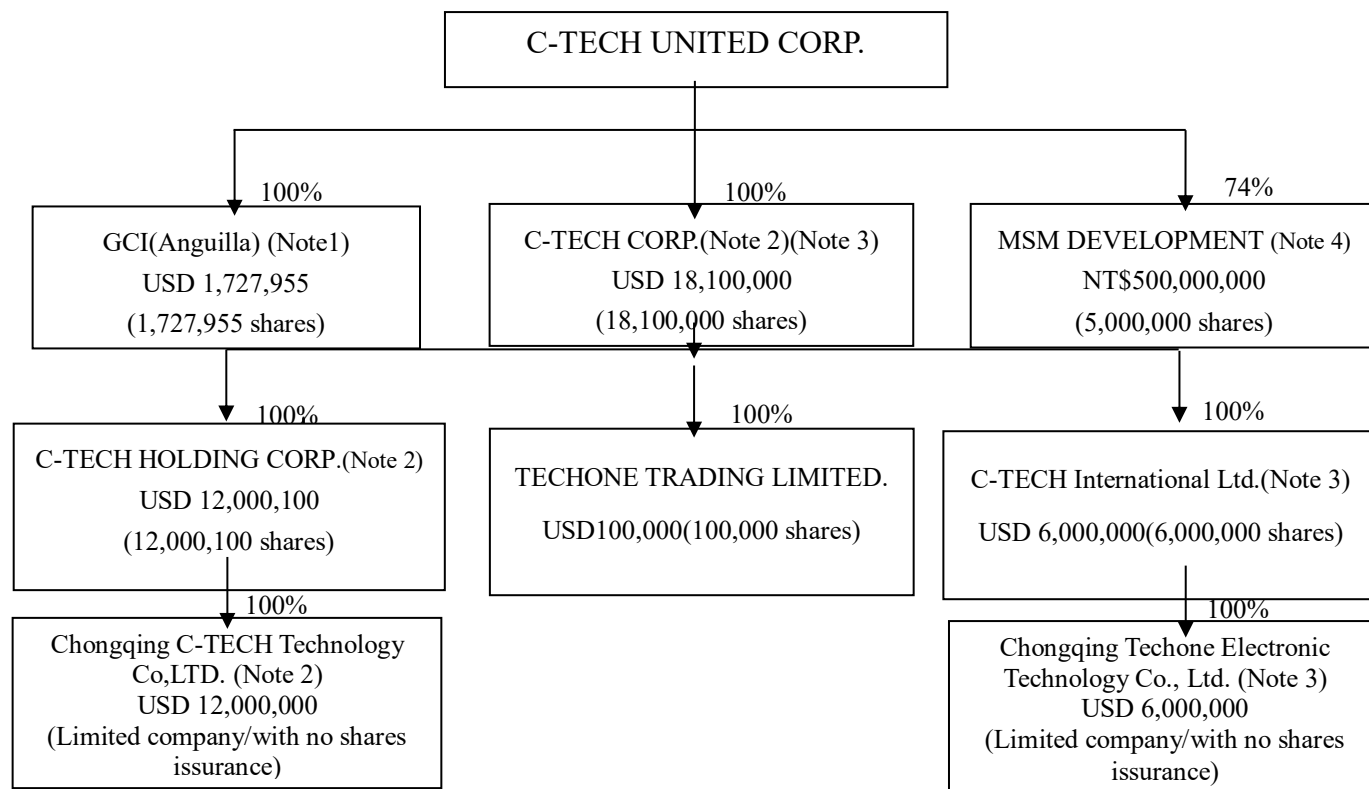 C-TECH UNITED CORP.
100%
100%
74%
GCI(Anguilla) (Note1)
USD 1,727,955
(1,727,955 shares)
C-TECH CORP.(Note 2)(Note 3)
USD 18,100,000
(18,100,000 shares)
MSM DEVELOPMENT (Note 4)
NT$500,000,000
(5,000,000 shares)
100%
100%
100%
C-TECH HOLDING CORP.(Note 2)
USD 12,000,100
(12,000,100 shares)
TECHONE TRADING LIMITED.
USD100,000(100,000 shares)
C-TECH International Ltd.(Note 3)
USD 6,000,000(6,000,000 shares)
100%
100%
Chongqing C-TECH Technology
Co,LTD. (Note 2)
USD 12,000,000
(Limited company/with no shares
issurance)
Chongqing Techone Electronic
Technology Co., Ltd. (Note 3)
USD 6,000,000
(Limited company/with no shares
issurance)